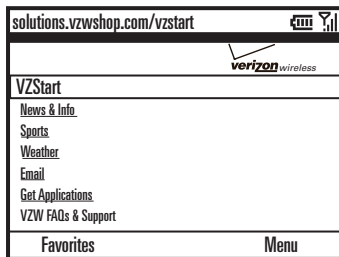 solutions.vzwshop.com/vzstart
verizon wireless
VZStart
News & Info
Sports
Weather
Email
Get Applications
VZW FAQs & Support
Favorites Menu